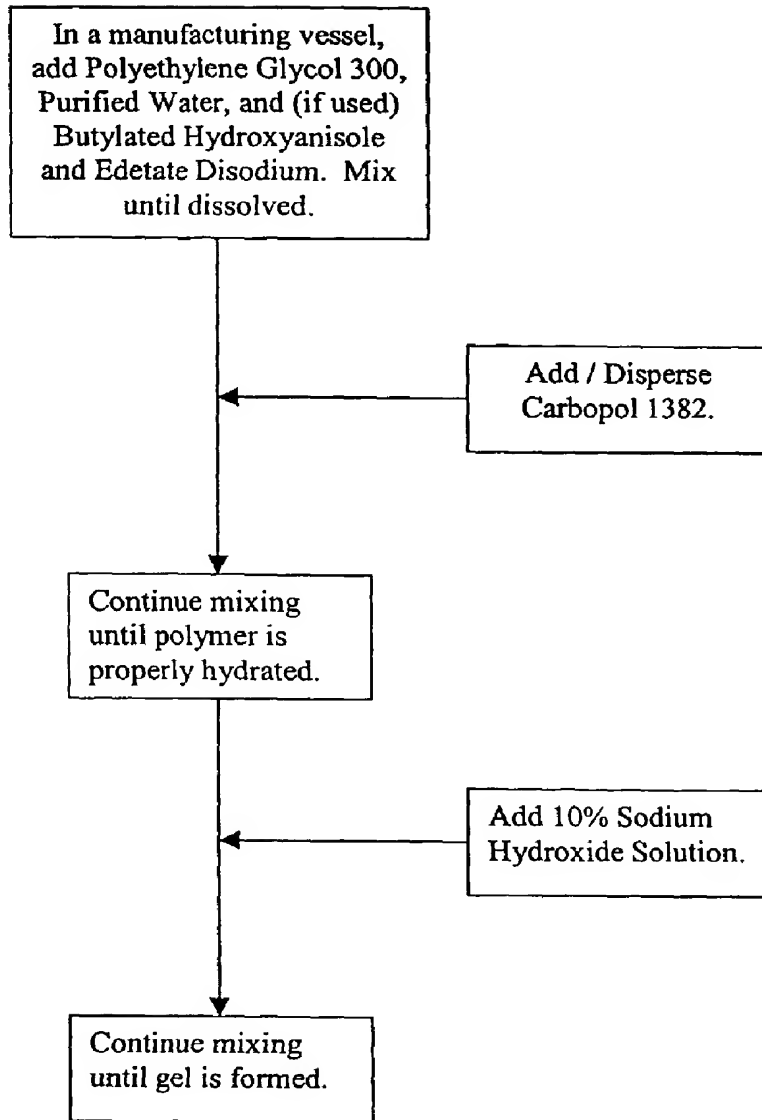 In a manufacturing vessel,
add Polyethylene Glycol 300,
Purified Water, and (if used)
Butylated Hydroxyanisole
and Edetate Disodium. Mix
until dissolved.
Add / Disperse
Carbopol 1382.
Continue mixing
until polymer is
properly hydrated.
Add 10% Sodium
Hydroxide Solution.
Continue mixing
until gel is formed.